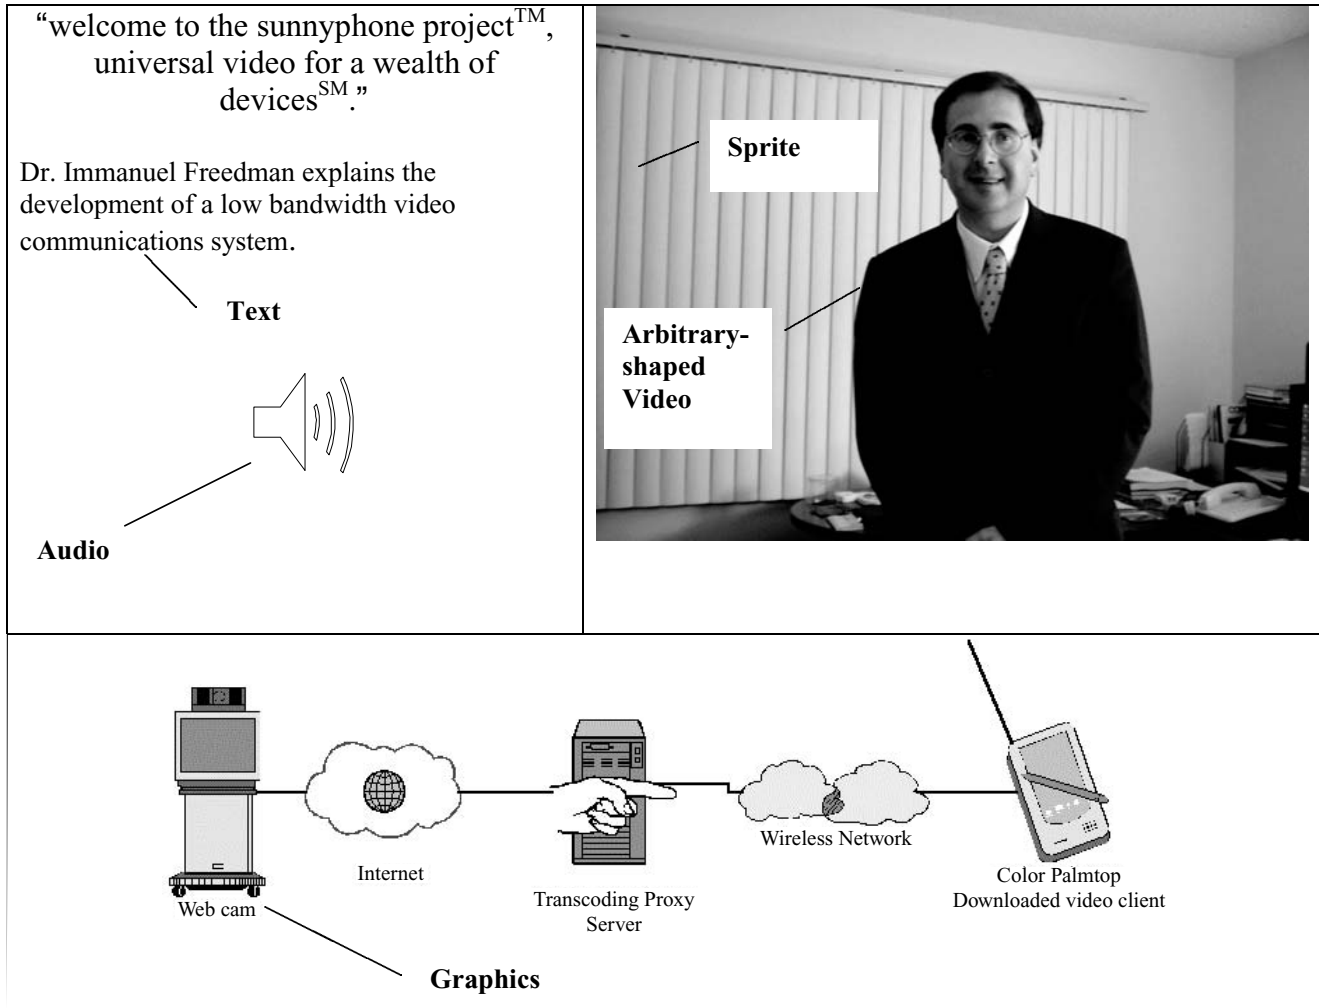 “welcome to the sunnyphone project™,
universal video for a wealth of
devices℠.”
Dr. Immanuel Freedman explains the
development of a low bandwidth video
communications system.
Text
Audio
Sprite
Arbitrary-
shaped
Video
Web cam
Internet
Transcoding Proxy
Server
Wireless Network
Color Palmtop
Downloaded video client
Graphics